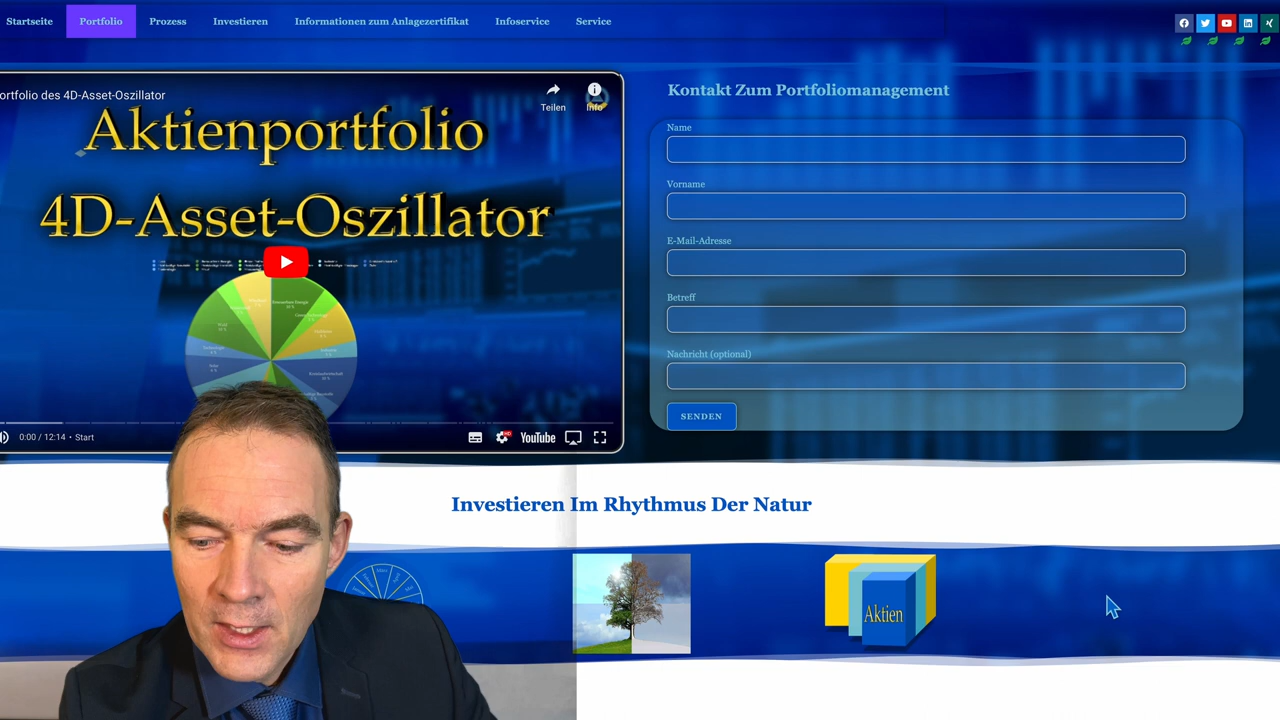 Startseite
Portfolio
Prozess
Investieren
Informationen zum Anlagezertifikat
Infoservice
Service
ortfolio des 4D-Asset-Oszillator
Teilen
Info
Aktienportfolio
4D-Asset-Oszillator
0:00 / 12:14 • Start
YouTube
Kontakt Zum Portfoliomanagement
Name
Vorname
E-Mail-Adresse
Betreff
Nachricht (optional)
SENDEN
Investieren Im Rhythmus Der Natur
Aktien